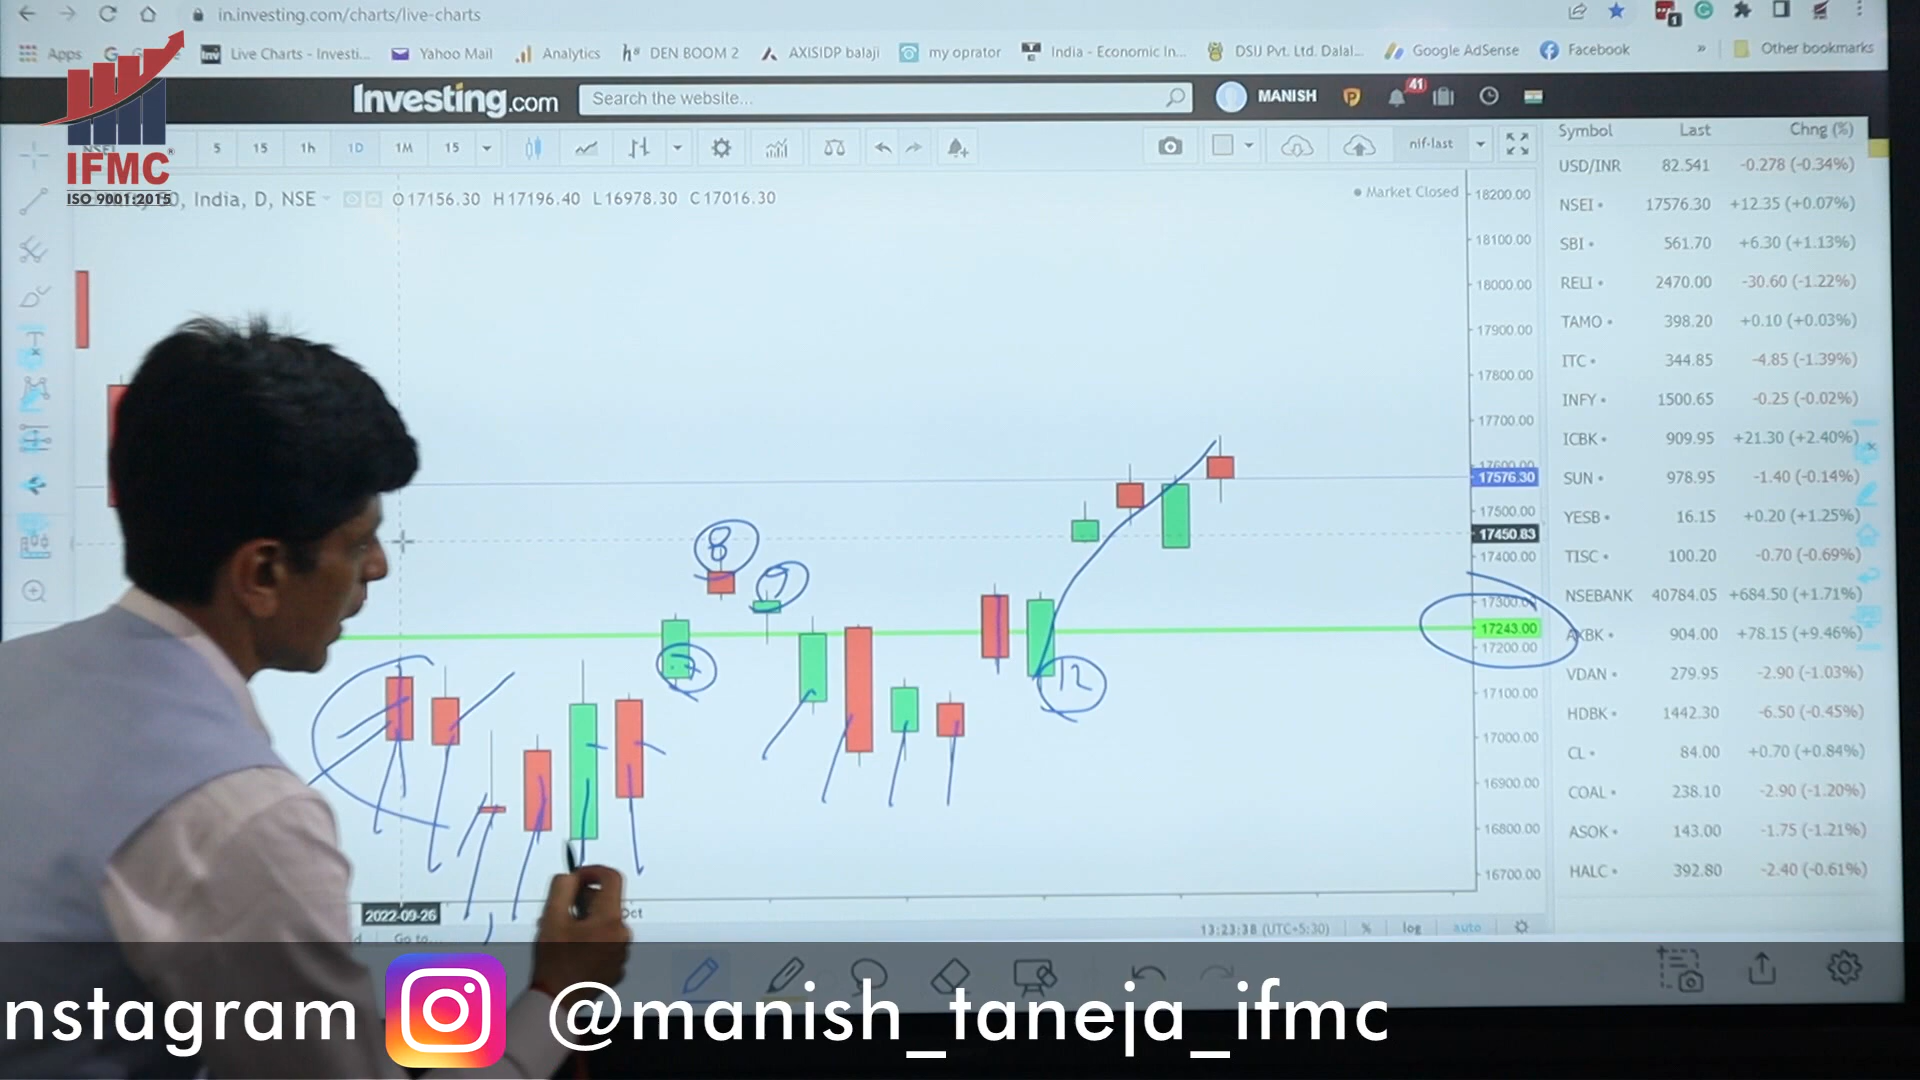 in.investing.com/charts/live-charts
Apps G Live Charts - Investi... Yahoo Mail Analytics DEN BOOM 2 AXISIDP balaji my oprator India - Economic In... DSIJ Pvt. Ltd. Dalal... Google AdSense Facebook » Other bookmarks
Investing.com Search the website... MANISH 41
IFMC
ISO 9001:2015
5 15 1h 1D 1M 15 nif-last
0, India, D, NSE O17156.30 H17196.40 L16978.30 C17016.30
Market Closed
18200.00
18100.00
18000.00
17900.00
17800.00
17700.00
17600.00
17576.30
17500.00
17450.83
17400.00
17300.00
17243.00
17200.00
17100.00
17000.00
16900.00
16800.00
16700.00
8
9
7
12
2022-09-26 Oct
Go to...
13:23:38 (UTC+5:30) % log auto
Symbol Last Chng (%)
USD/INR 82.541 -0.278 (-0.34%)
NSEI 17576.30 +12.35 (+0.07%)
SBI 561.70 +6.30 (+1.13%)
RELI 2470.00 -30.60 (-1.22%)
TAMO 398.20 +0.10 (+0.03%)
ITC 344.85 -4.85 (-1.39%)
INFY 1500.65 -0.25 (-0.02%)
ICBK 909.95 +21.30 (+2.40%)
SUN 978.95 -1.40 (-0.14%)
YESB 16.15 +0.20 (+1.25%)
TISC 100.20 -0.70 (-0.69%)
NSEBANK 40784.05 +684.50 (+1.71%)
AXBK 904.00 +78.15 (+9.46%)
VDAN 279.95 -2.90 (-1.03%)
HDBK 1442.30 -6.50 (-0.45%)
CL 84.00 +0.70 (+0.84%)
COAL 238.10 -2.90 (-1.20%)
ASOK 143.00 -1.75 (-1.21%)
HALC 392.80 -2.40 (-0.61%)
nstagram @manish_taneja_ifmc